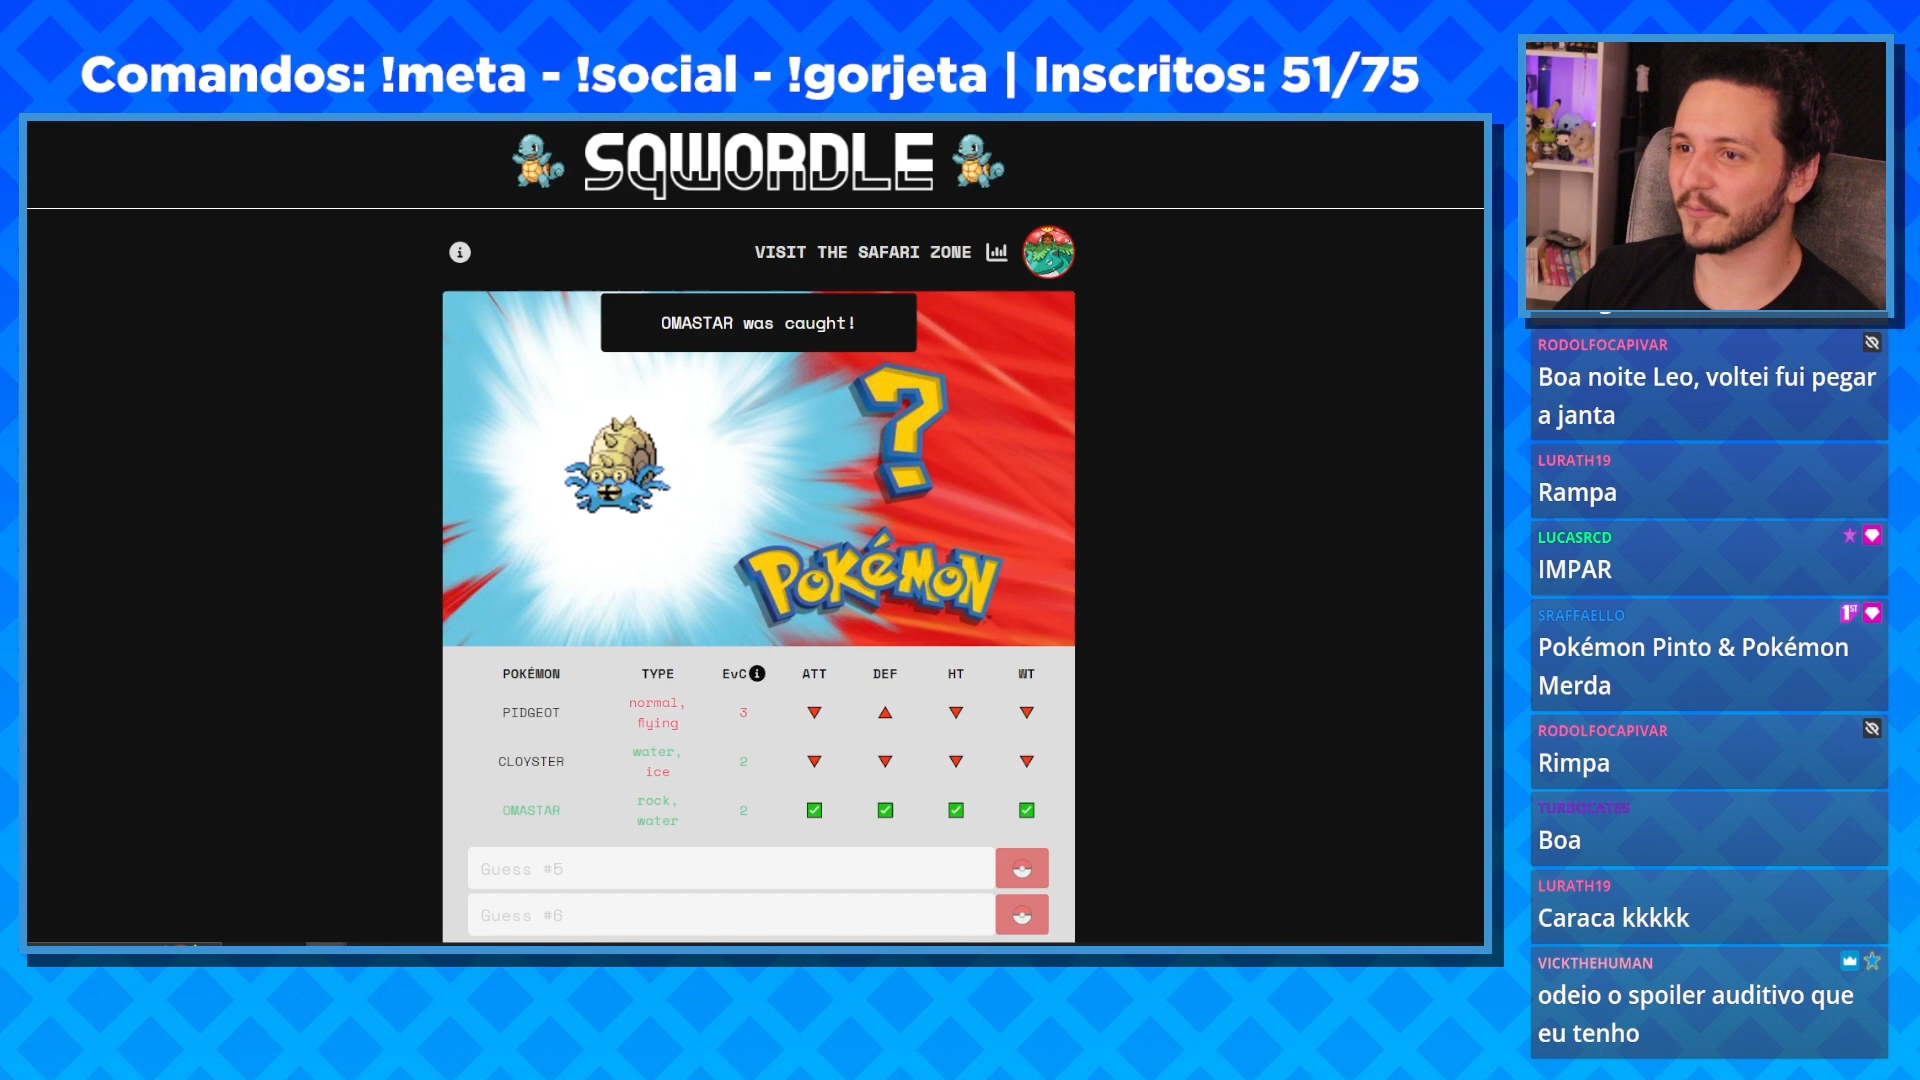 Comandos: !meta - !social - !gorjeta | Inscritos: 51/75
SQWORDLE
VISIT THE SAFARI ZONE
OMASTAR was caught!
?
POKéMON
POKÉMON TYPE EvC ATT DEF HT WT
PIDGEOT normal, flying 3
CLOYSTER water, ice 2
OMASTAR rock, water 2
Guess #5
Guess #6
RODOLFOCAPIVAR
Boa noite Leo, voltei fui pegar
a janta
LURATH19
Rampa
LUCASRCD
IMPAR
SRAFFAELLO
1ST
Pokémon Pinto & Pokémon
Merda
RODOLFOCAPIVAR
Rimpa
Boa
LURATH19
Caraca kkkkk
VICKTHEHUMAN
odeio o spoiler auditivo que
eu tenho